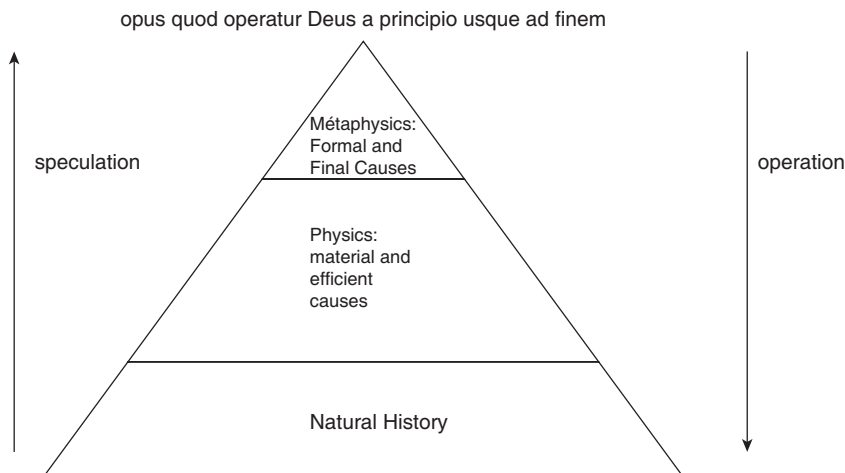 opus quod operatur Deus a principio usque ad finem
Métaphysics:
Formal and
Final Causes
speculation
operation
Physics:
material and
efficient
causes
Natural History